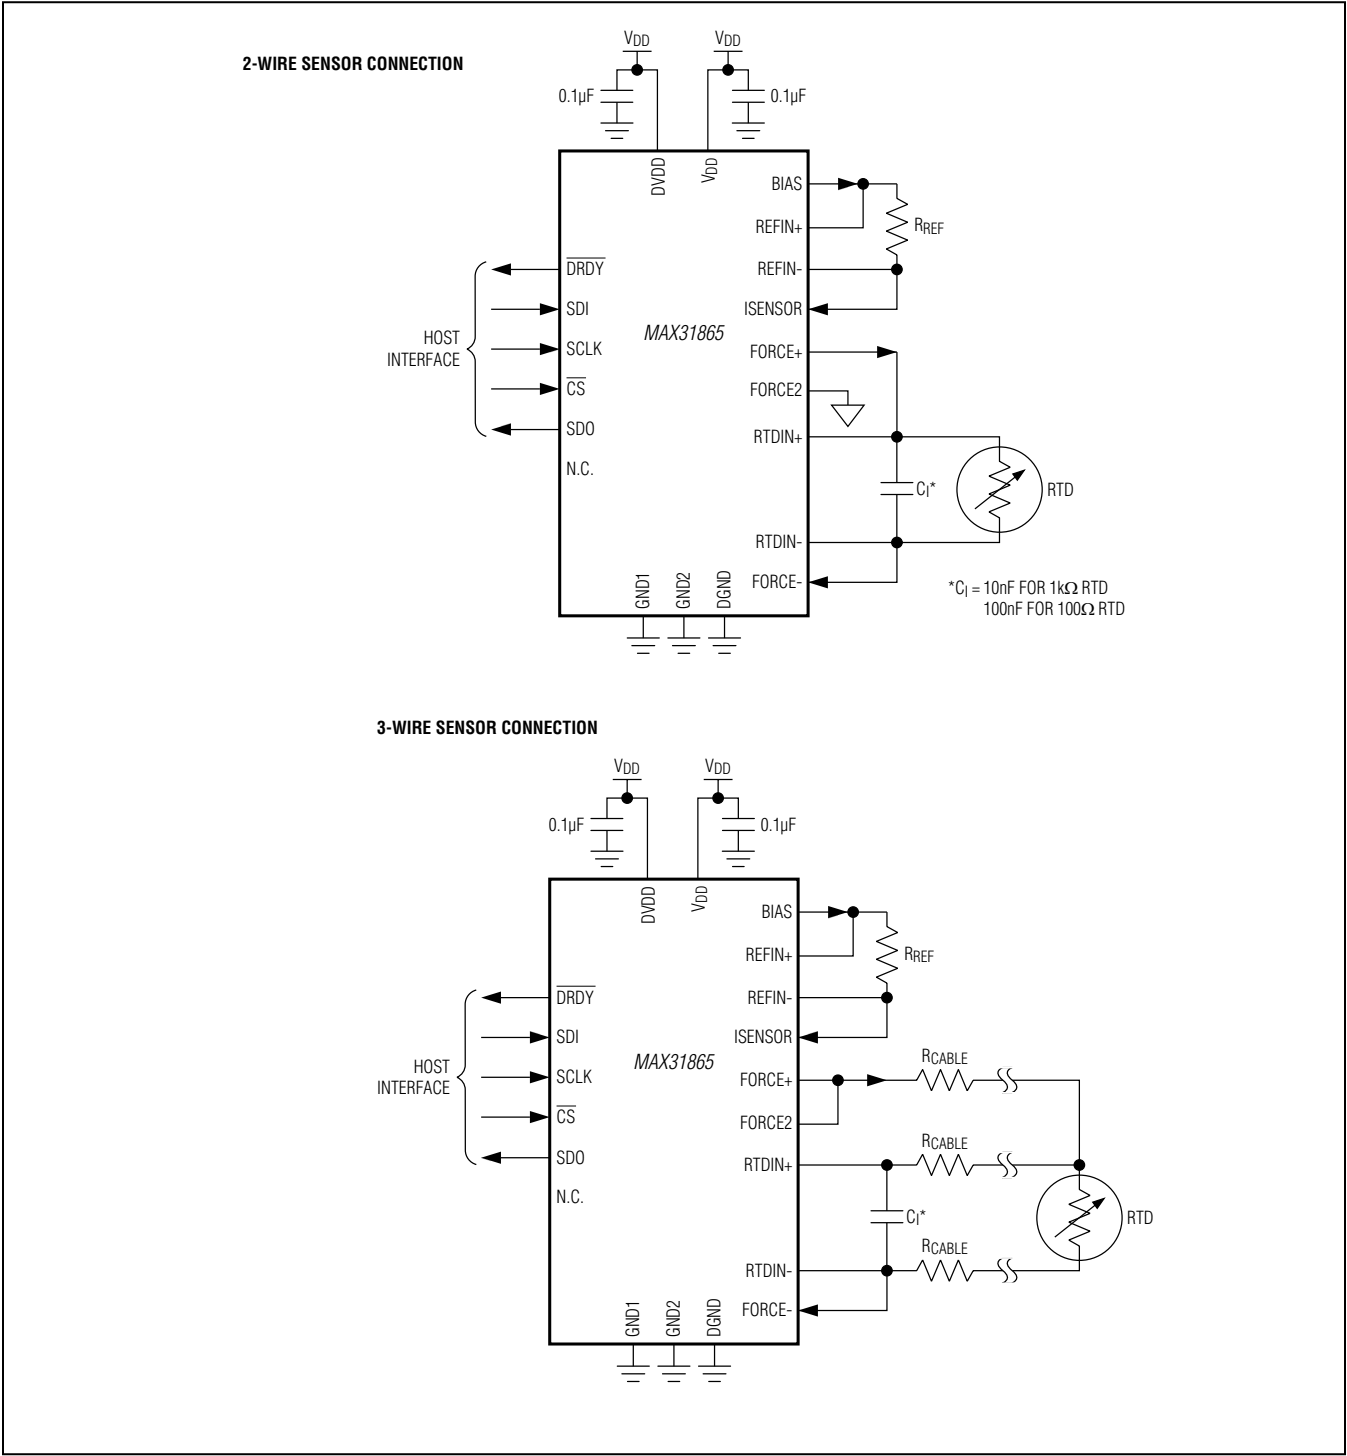 2-WIRE SENSOR CONNECTION
VDD
VDD
0.1µF
0.1µF
DVDD
VDD
BIAS
REFIN+
RREF
REFIN-
ISENSOR
DRDY
SDI
SCLK
CS
SDO
N.C.
HOST
INTERFACE
MAX31865
FORCE+
FORCE2
RTDIN+
CI*
RTD
RTDIN-
FORCE-
GND1
GND2
DGND
*CI = 10nF FOR 1kΩ RTD
100nF FOR 100Ω RTD
3-WIRE SENSOR CONNECTION
VDD
VDD
0.1µF
0.1µF
DVDD
VDD
BIAS
REFIN+
RREF
REFIN-
ISENSOR
DRDY
SDI
SCLK
CS
SDO
N.C.
HOST
INTERFACE
MAX31865
RCABLE
FORCE+
FORCE2
RCABLE
RTDIN+
CI*
RTD
RCABLE
RTDIN-
FORCE-
GND1
GND2
DGND